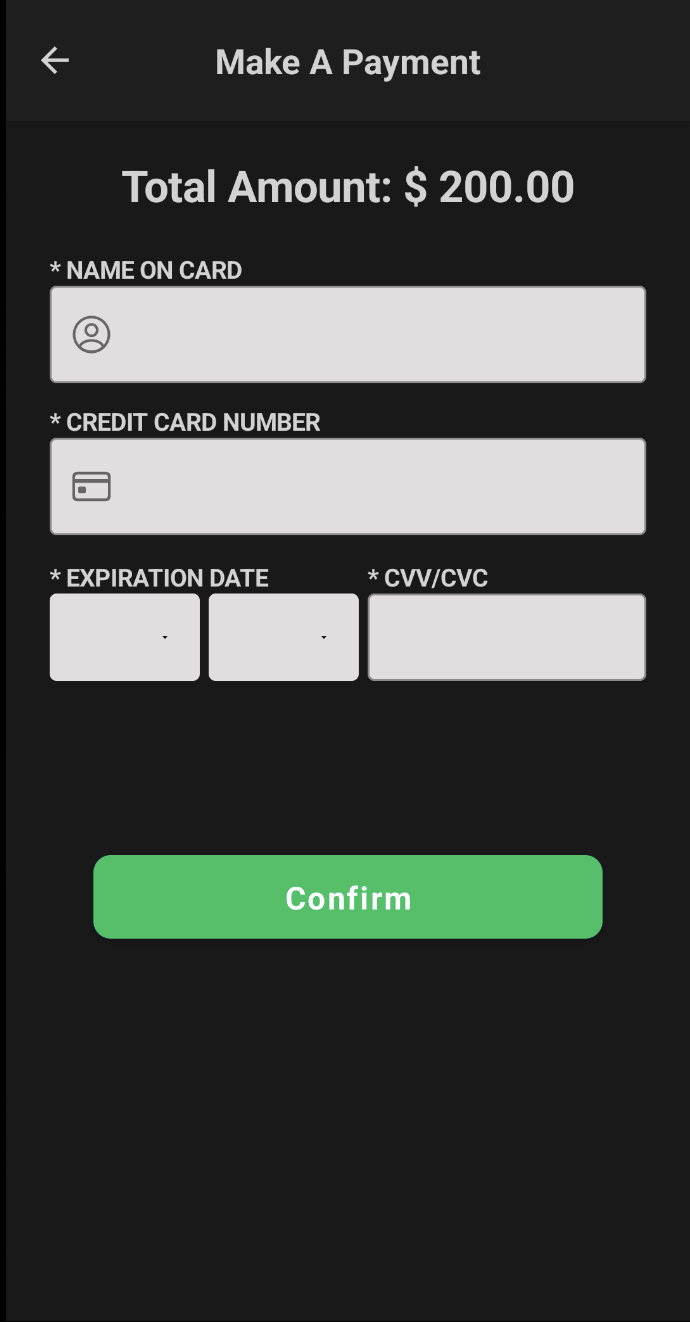 Make A Payment
Total Amount: $ 200.00
* NAME ON CARD
* CREDIT CARD NUMBER
* EXPIRATION DATE
* CVV/CVC
Confirm